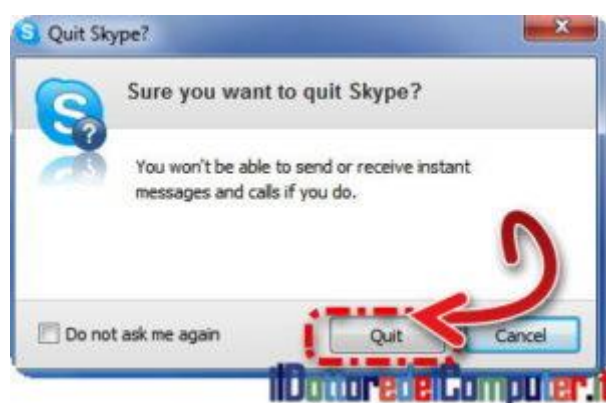 Quit Skype?
Sure you want to quit Skype?
You won't be able to send or receive instant
messages and calls if you do.
Do not ask me again
Quit
Cancel
ilDottoredelComputer.i